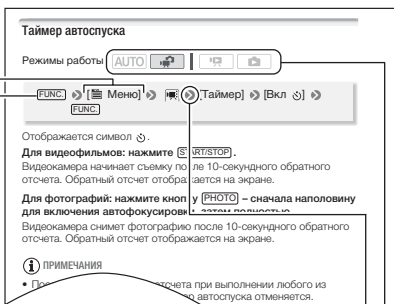 Таймер автоспуска
Режимы работы AUTO
FUNC. [ Меню] [Таймер] [Вкл ]
FUNC.
Отображается символ .
Для видеофильмов: нажмите START/STOP.
Видеокамера начинает съемку после 10-секундного обратного
отсчета. Обратный отсчет отображается на экране.
Для фотографий: нажмите кнопку PHOTO – сначала наполовину
для включения автофокусировки, затем полностью.
Видеокамера снимет фотографию после 10-секундного обратного
отсчета. Обратный отсчет отображается на экране.
ПРИМЕЧАНИЯ
• отсчета при выполнении любого из
автоспуска отменяется.